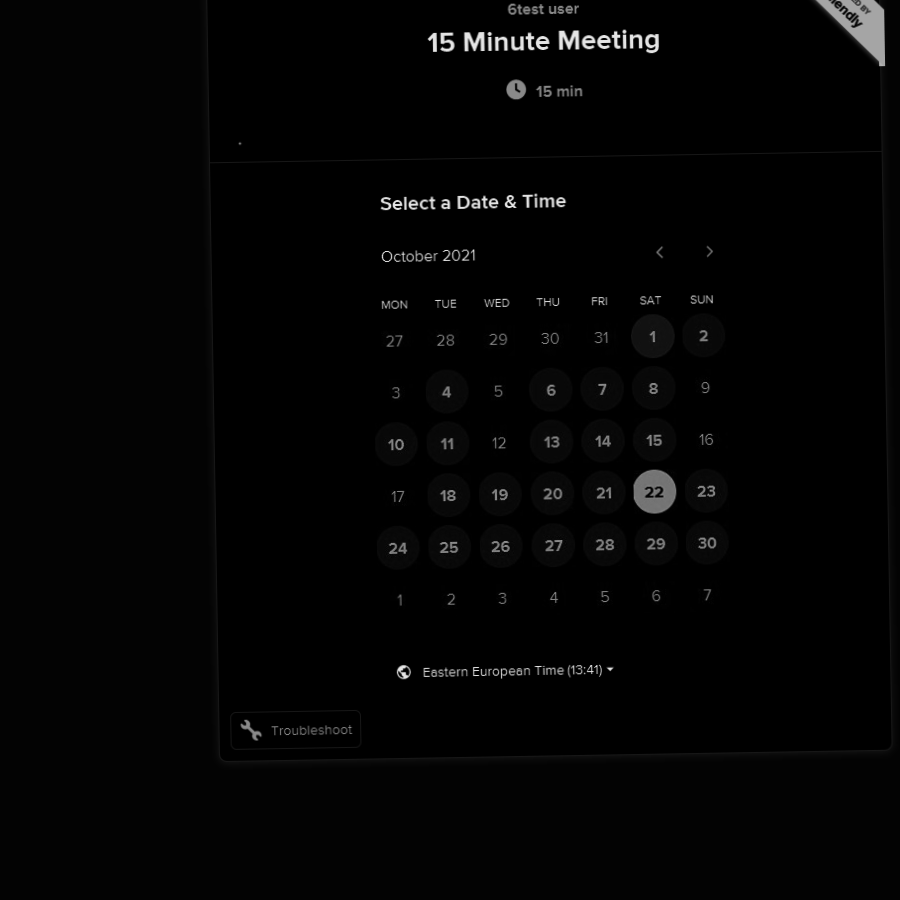 6test user
15 Minute Meeting
15 min
Select a Date & Time
October 2021
MON TUE WED THU FRI SAT SUN
27 28 29 30 31 1 2
3 4 5 6 7 8 9
10 11 12 13 14 15 16
17 18 19 20 21 22 23
24 25 26 27 28 29 30
1 2 3 4 5 6 7
Eastern European Time (13:41)
Troubleshoot